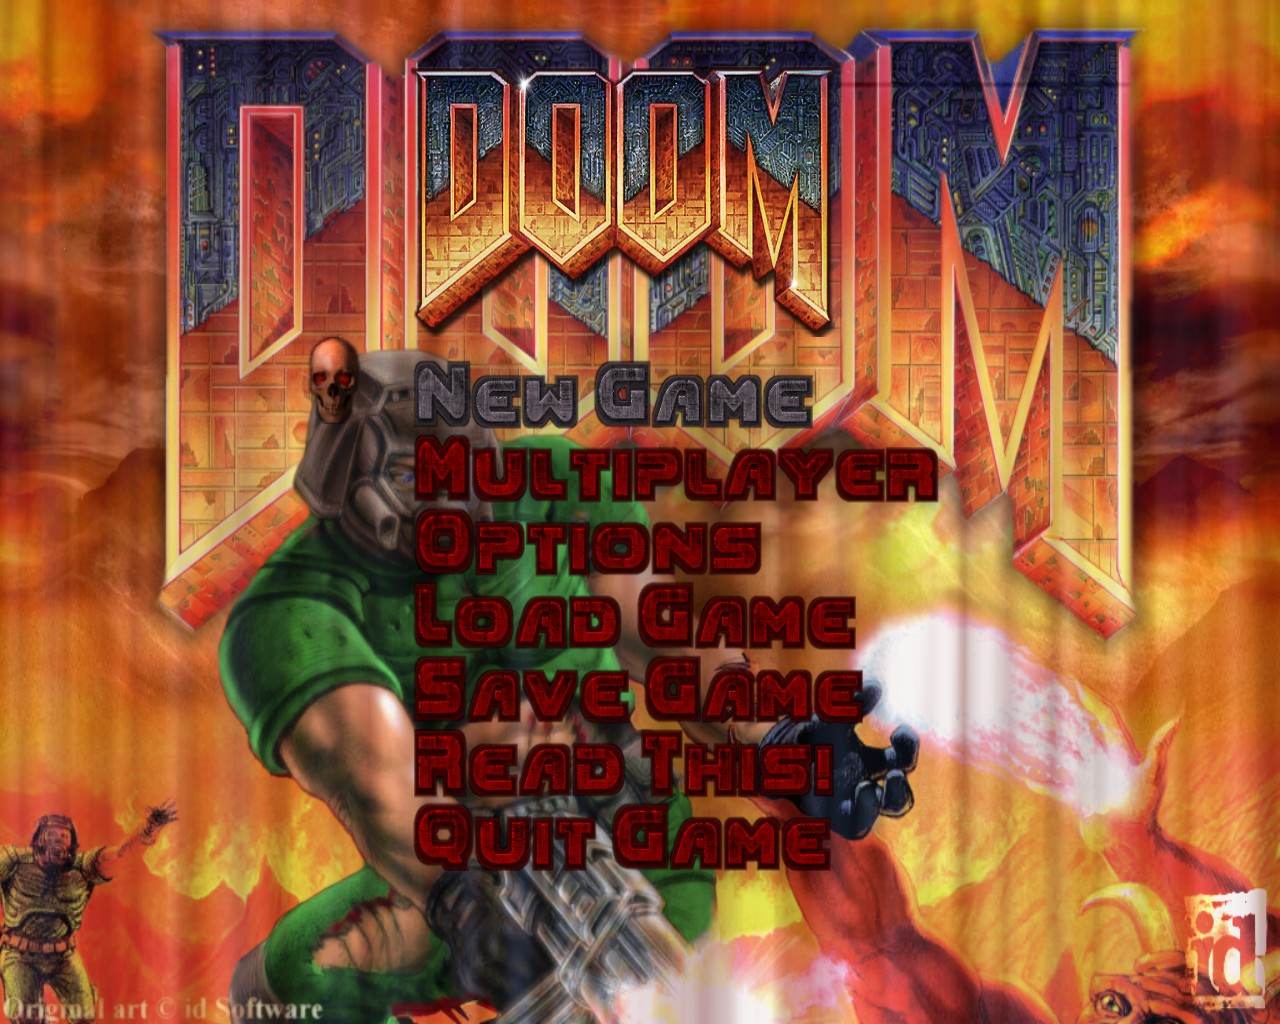 DOOM
DOOM
New Game
Multiplayer
Options
Load Game
Save Game
Read This!
Quit Game
id
Original art © id Software